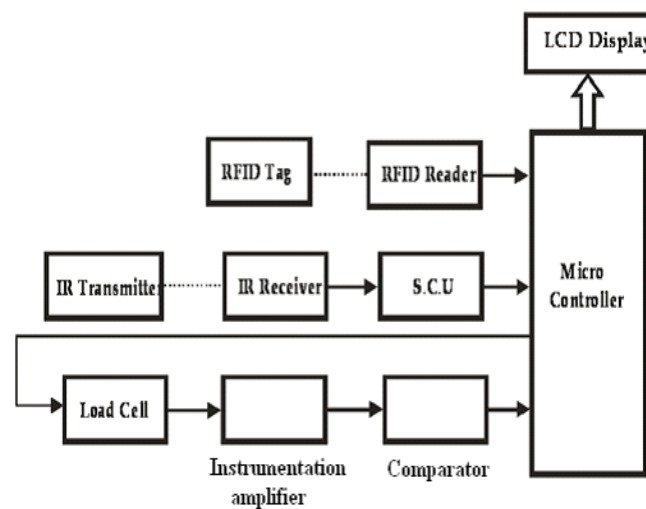 LCD Display
RFID Tag
RFID Reader
IR Transmitter
IR Receiver
S.C.U
Micro
Controller
Load Cell
Instrumentation
amplifier
Comparator